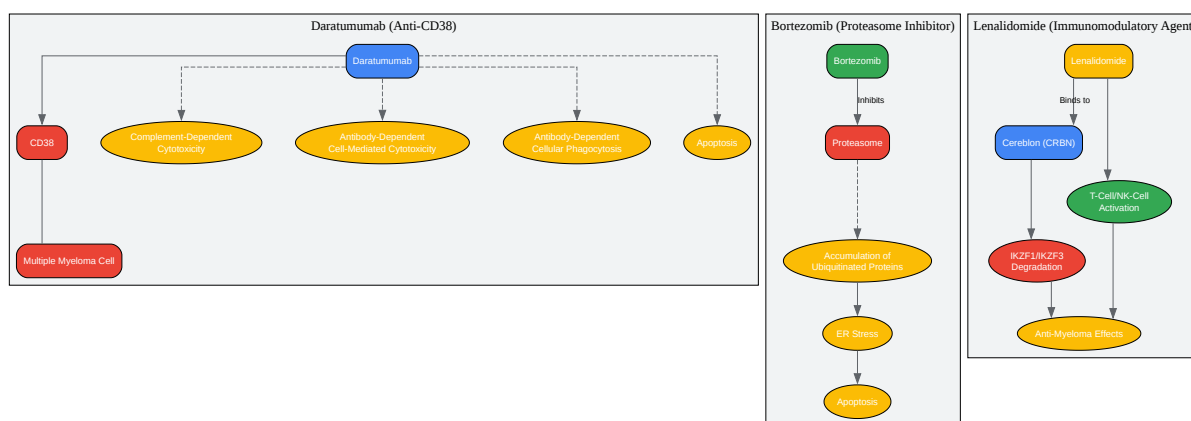 Daratumumab (Anti-CD38)
Daratumumab
CD38
Complement-Dependent
Cytotoxicity
Antibody-Dependent
Cell-Mediated Cytotoxicity
Antibody-Dependent
Cellular Phagocytosis
Apoptosis
Multiple Myeloma Cell
Bortezomib (Proteasome Inhibitor)
Bortezomib
Inhibits
Proteasome
Accumulation of
Ubiquitinated Proteins
ER Stress
Apoptosis
Lenalidomide (Immunomodulatory Agent
Lenalidomide
Binds to
Cereblon (CRBN)
T-Cell/NK-Cell
Activation
IKZF1/IKZF3
Degradation
Anti-Myeloma Effects